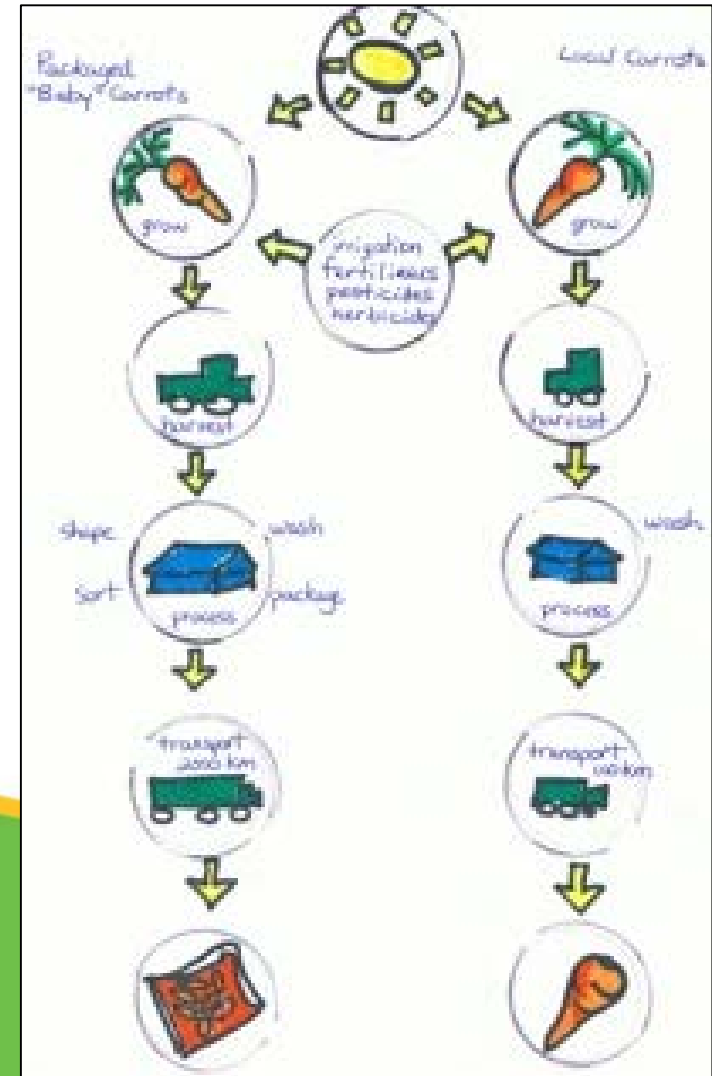 Packaged
"Baby" Carrots
Local Carrots
grow
grow
irrigation
fertilizers
pesticides
herbicides
harvest
harvest
shape
wash
sort
package
process
wash
process
transport
km
transport
km